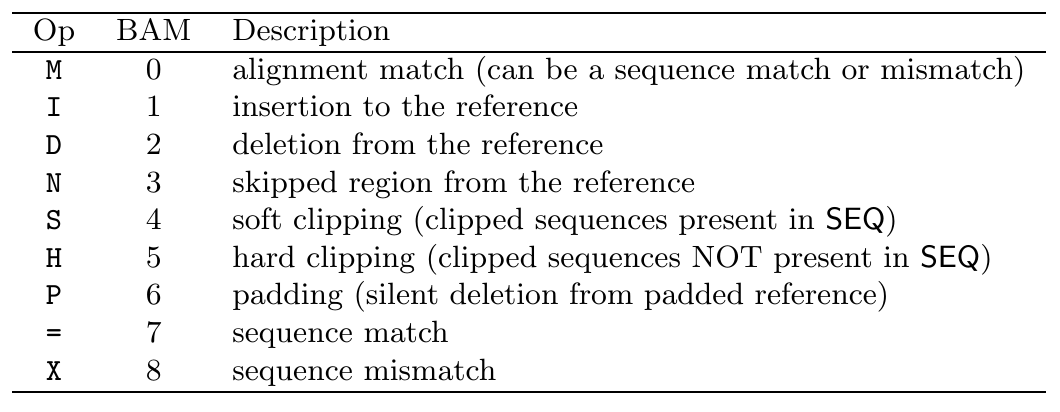 Op BAM Description
M 0 alignment match (can be a sequence match or mismatch)
I 1 insertion to the reference
D 2 deletion from the reference
N 3 skipped region from the reference
S 4 soft clipping (clipped sequences present in SEQ)
H 5 hard clipping (clipped sequences NOT present in SEQ)
P 6 padding (silent deletion from padded reference)
= 7 sequence match
X 8 sequence mismatch